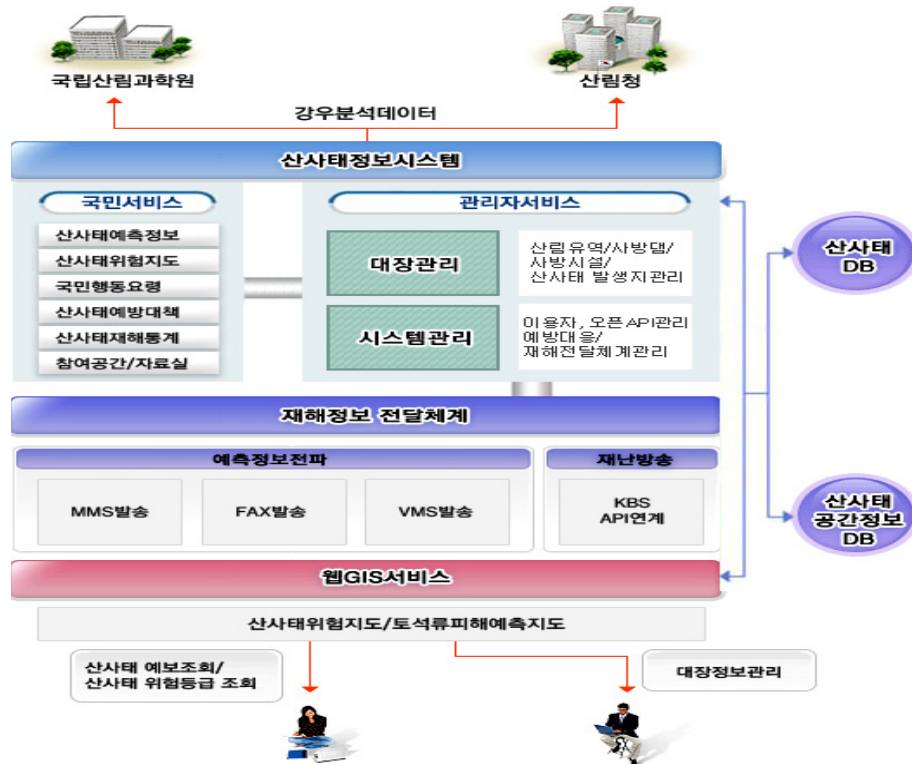 국립산림과학원
산림청
강우분석데이터
산사태정보시스템
국민서비스
산사태예측정보
산사태위험지도
국민행동요령
산사태예방대책
산사태재해통계
참여공간/자료실
관리자서비스
대장관리
산림유역/사방댐/
사방시설/
산사태 발생지관리
시스템관리
이용자, 오픈API관리
예방대응/
재해전달체계관리
산사태
DB
재해정보 전달체계
예측정보전파
MMS발송
FAX발송
VMS발송
재난방송
KBS
API연계
산사태
공간정보
DB
웹GIS서비스
산사태위험지도/토석류피해예측지도
산사태 예보조회/
산사태 위험등급 조회
대장정보관리